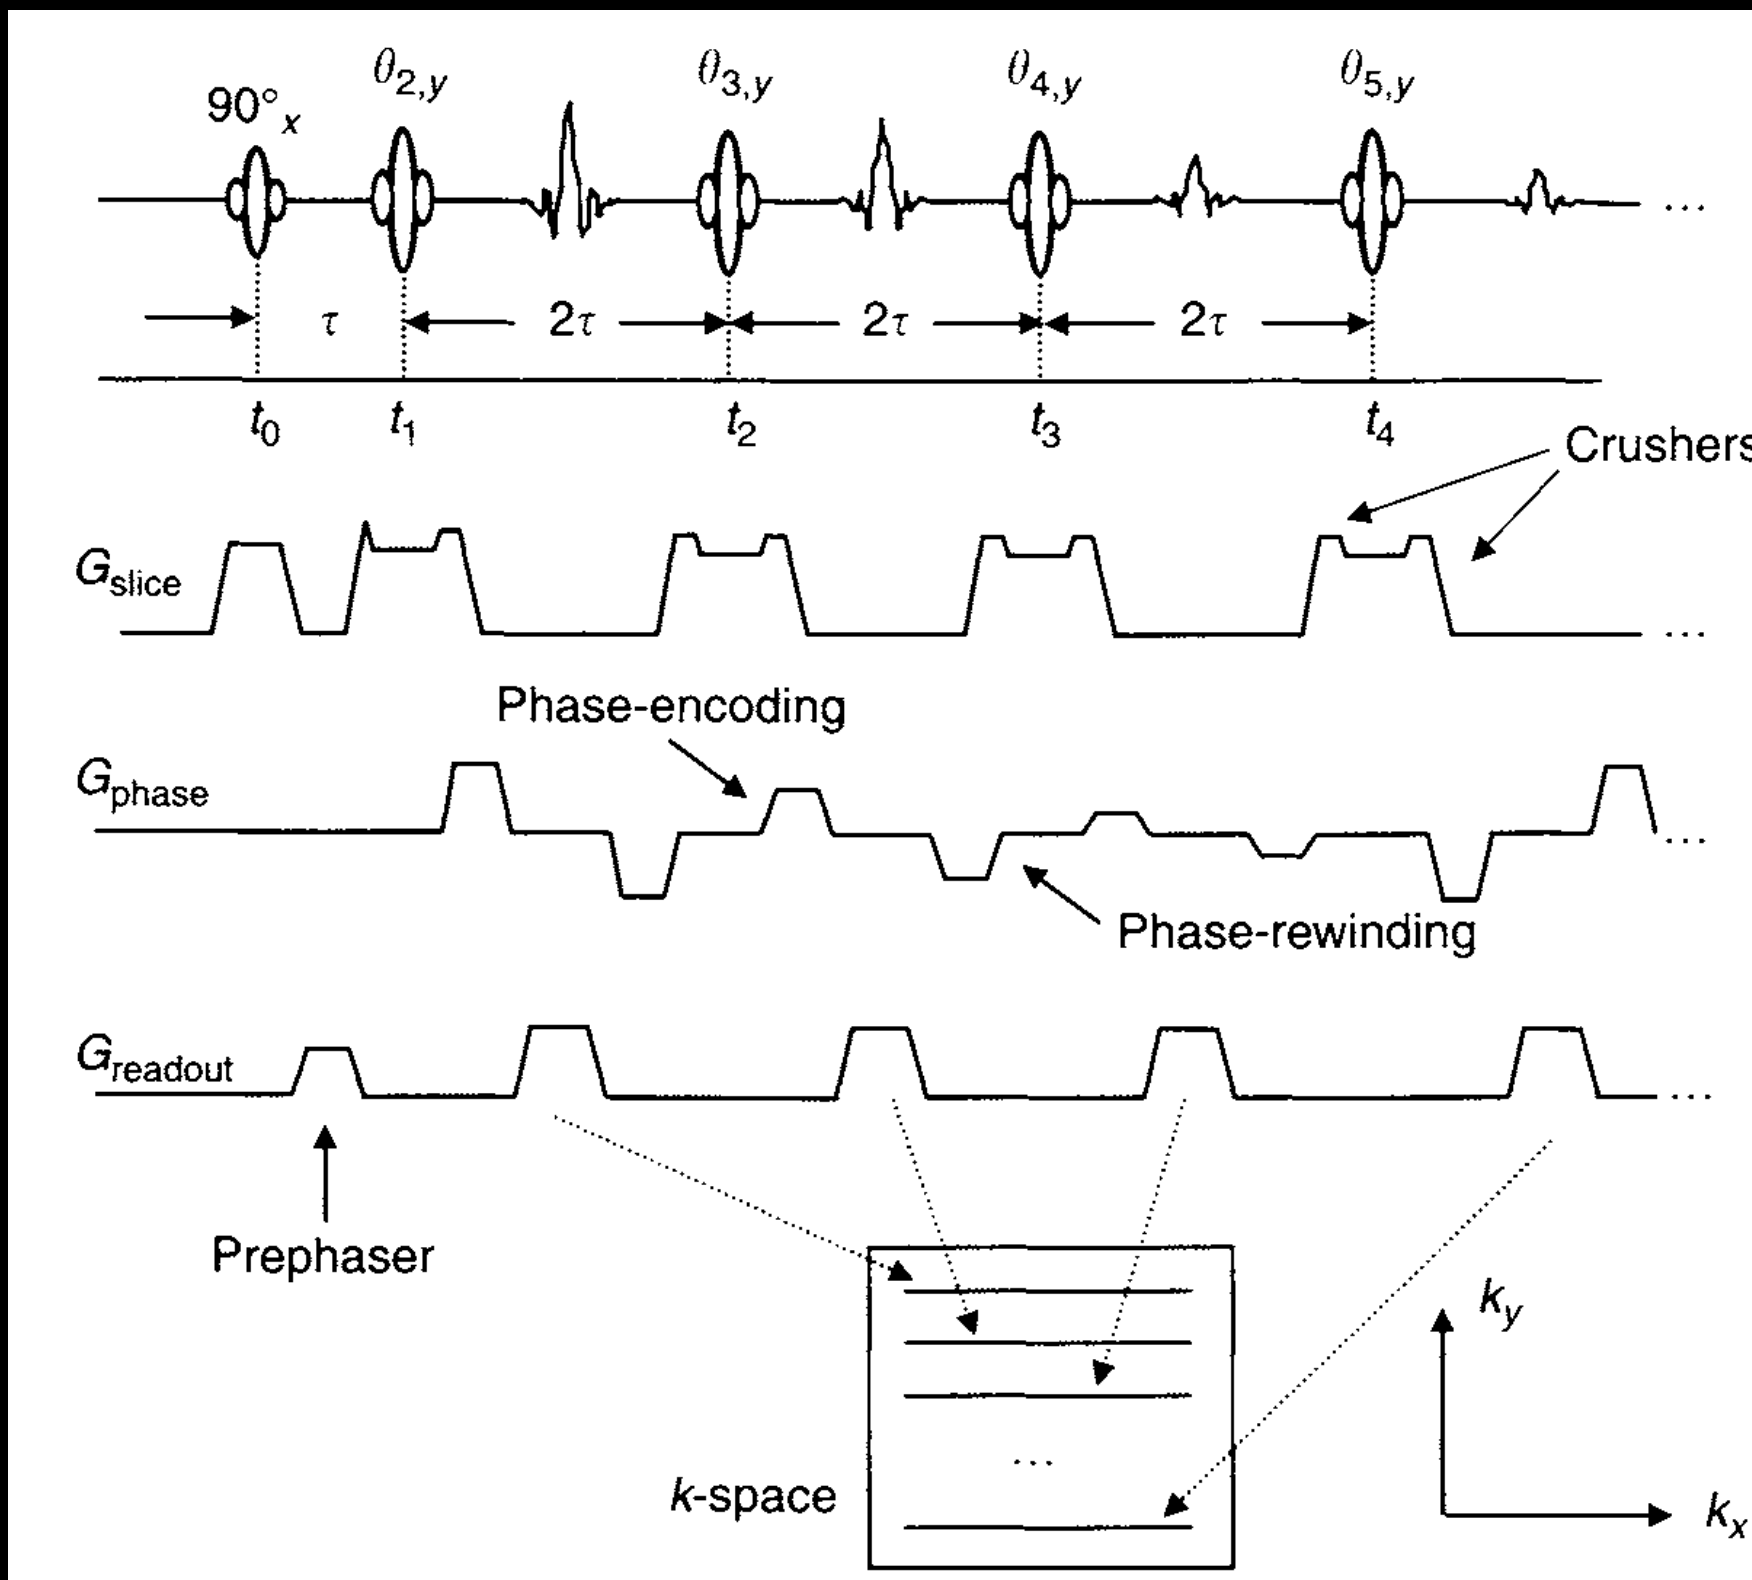 90°x θ2,y θ3,y θ4,y θ5,y
...
τ 2τ 2τ 2τ
t0 t1 t2 t3 t4
Crushers
Gslice
...
Phase-encoding
Gphase
...
Phase-rewinding
Greadout
...
Prephaser
ky
...
k-space
kx